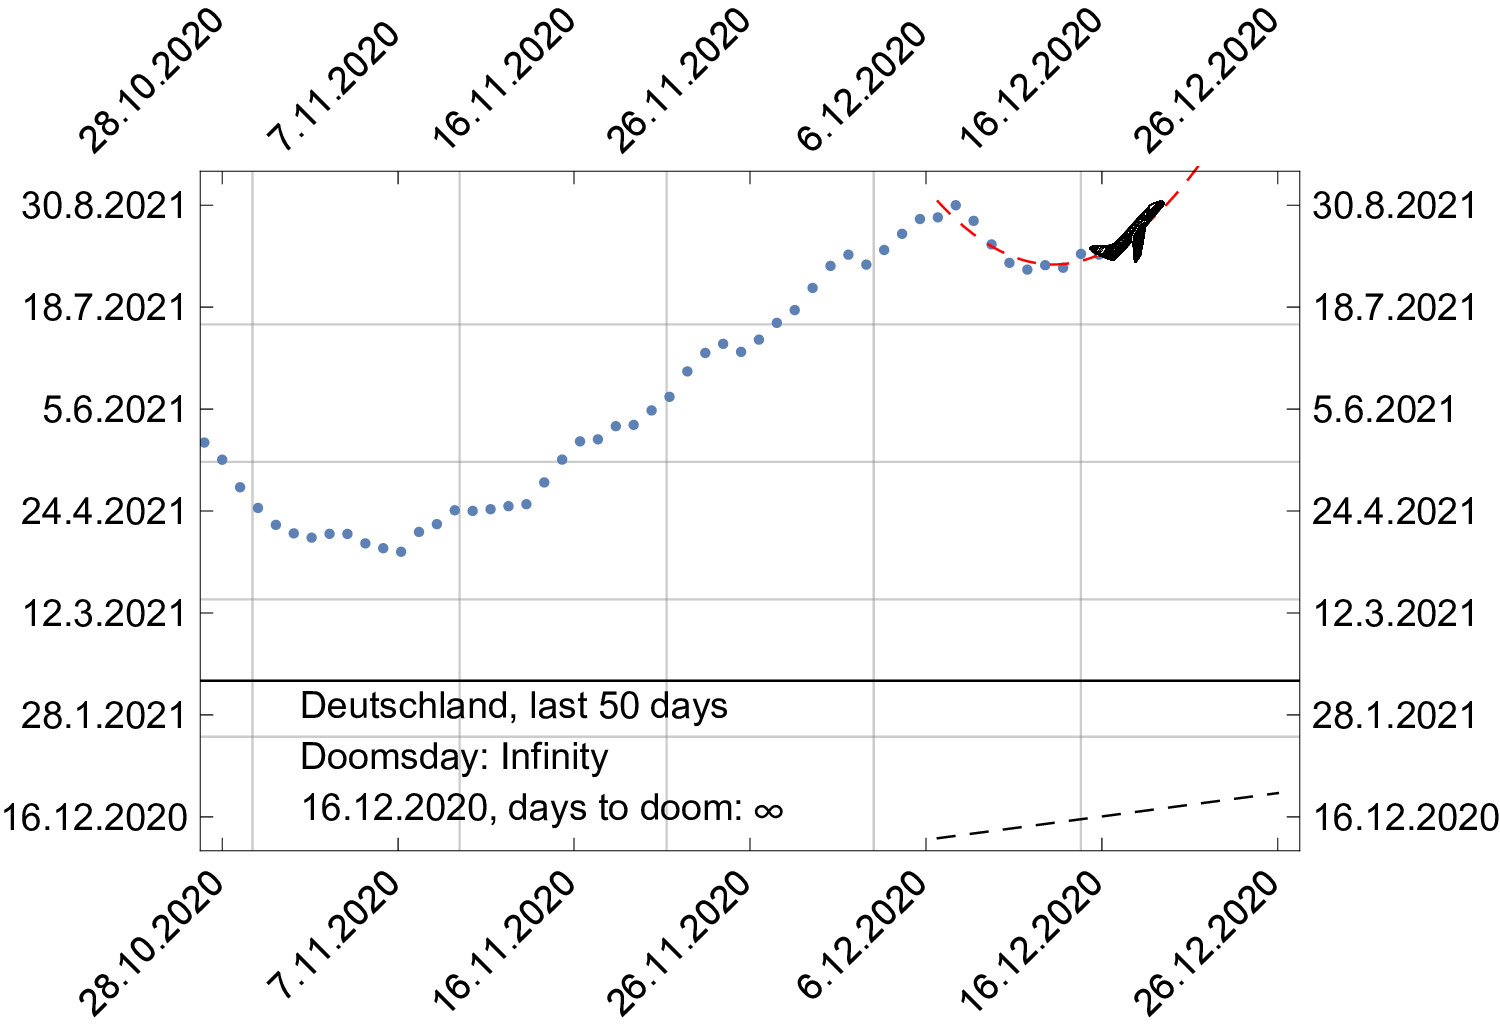 28.10.2020 7.11.2020 16.11.2020 26.11.2020 6.12.2020 16.12.2020 26.12.2020
30.8.2021 30.8.2021
18.7.2021 18.7.2021
5.6.2021 5.6.2021
24.4.2021 24.4.2021
12.3.2021 12.3.2021
Deutschland, last 50 days
28.1.2021 28.1.2021
Doomsday: Infinity
16.12.2020, days to doom: ∞
16.12.2020 16.12.2020
28.10.2020 7.11.2020 16.11.2020 26.11.2020 6.12.2020 16.12.2020 26.12.2020